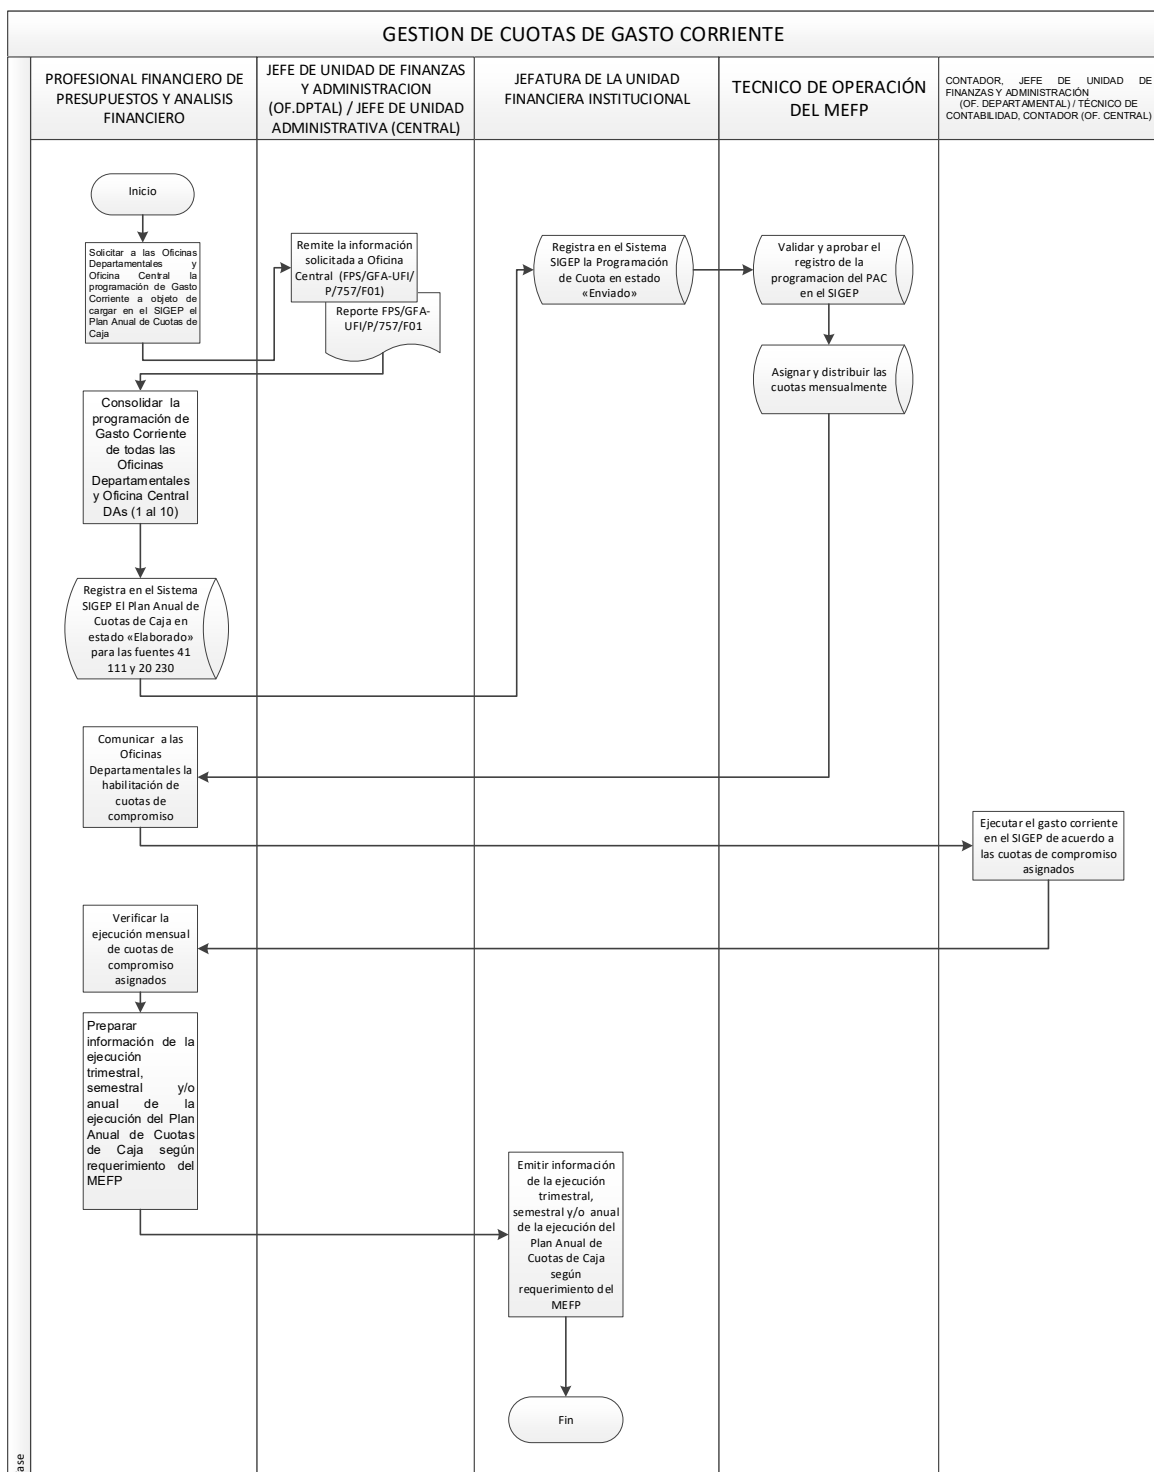 GESTION DE CUOTAS DE GASTO CORRIENTE
PROFESIONAL FINANCIERO DE
PRESUPUESTOS Y ANALISIS
FINANCIERO
JEFE DE UNIDAD DE FINANZAS
Y ADMINISTRACION
(OF.DPTAL) / JEFE DE UNIDAD
ADMINISTRATIVA (CENTRAL)
JEFATURA DE LA UNIDAD
FINANCIERA INSTITUCIONAL
TECNICO DE OPERACIÓN
DEL MEFP
CONTADOR, JEFE DE UNIDAD DE
FINANZAS Y ADMINISTRACIÓN
(OF. DEPARTAMENTAL) / TÉCNICO DE
CONTABILIDAD, CONTADOR (OF. CENTRAL)
Inicio
Solicitar a las Oficinas
Departamentales y
Oficina Central la
programación de Gasto
Corriente a objeto de
cargar en el SIGEP el
Plan Anual de Cuotas de
Caja
Remite la información
solicitada a Oficina
Central (FPS/GFA-UFI/
P/757/F01)
Reporte FPS/GFA-
UFI/P/757/F01
Registra en el Sistema
SIGEP la Programación
de Cuota en estado
«Enviado»
Validar y aprobar el
registro de la
programacion del PAC
en el SIGEP
Asignar y distribuir las
cuotas mensualmente
Consolidar la
programación de
Gasto Corriente
de todas las
Oficinas
Departamentales
y Oficina Central
DAs (1 al 10)
Registra en el Sistema
SIGEP El Plan Anual de
Cuotas de Caja en
estado «Elaborado»
para las fuentes 41
111 y 20 230
Comunicar a las
Oficinas
Departamentales la
habilitación de
cuotas de
compromiso
Ejecutar el gasto corriente
en el SIGEP de acuerdo a
las cuotas de compromiso
asignados
Verificar la
ejecución mensual
de cuotas de
compromiso
asignados
Preparar
información de la
ejecución
trimestral,
semestral y/o
anual de la
ejecución del Plan
Anual de Cuotas
de Caja según
requerimiento del
MEFP
Emitir información
de la ejecución
trimestral,
semestral y/o anual
de la ejecución del
Plan Anual de
Cuotas de Caja
según
requerimiento del
MEFP
Fin
ase